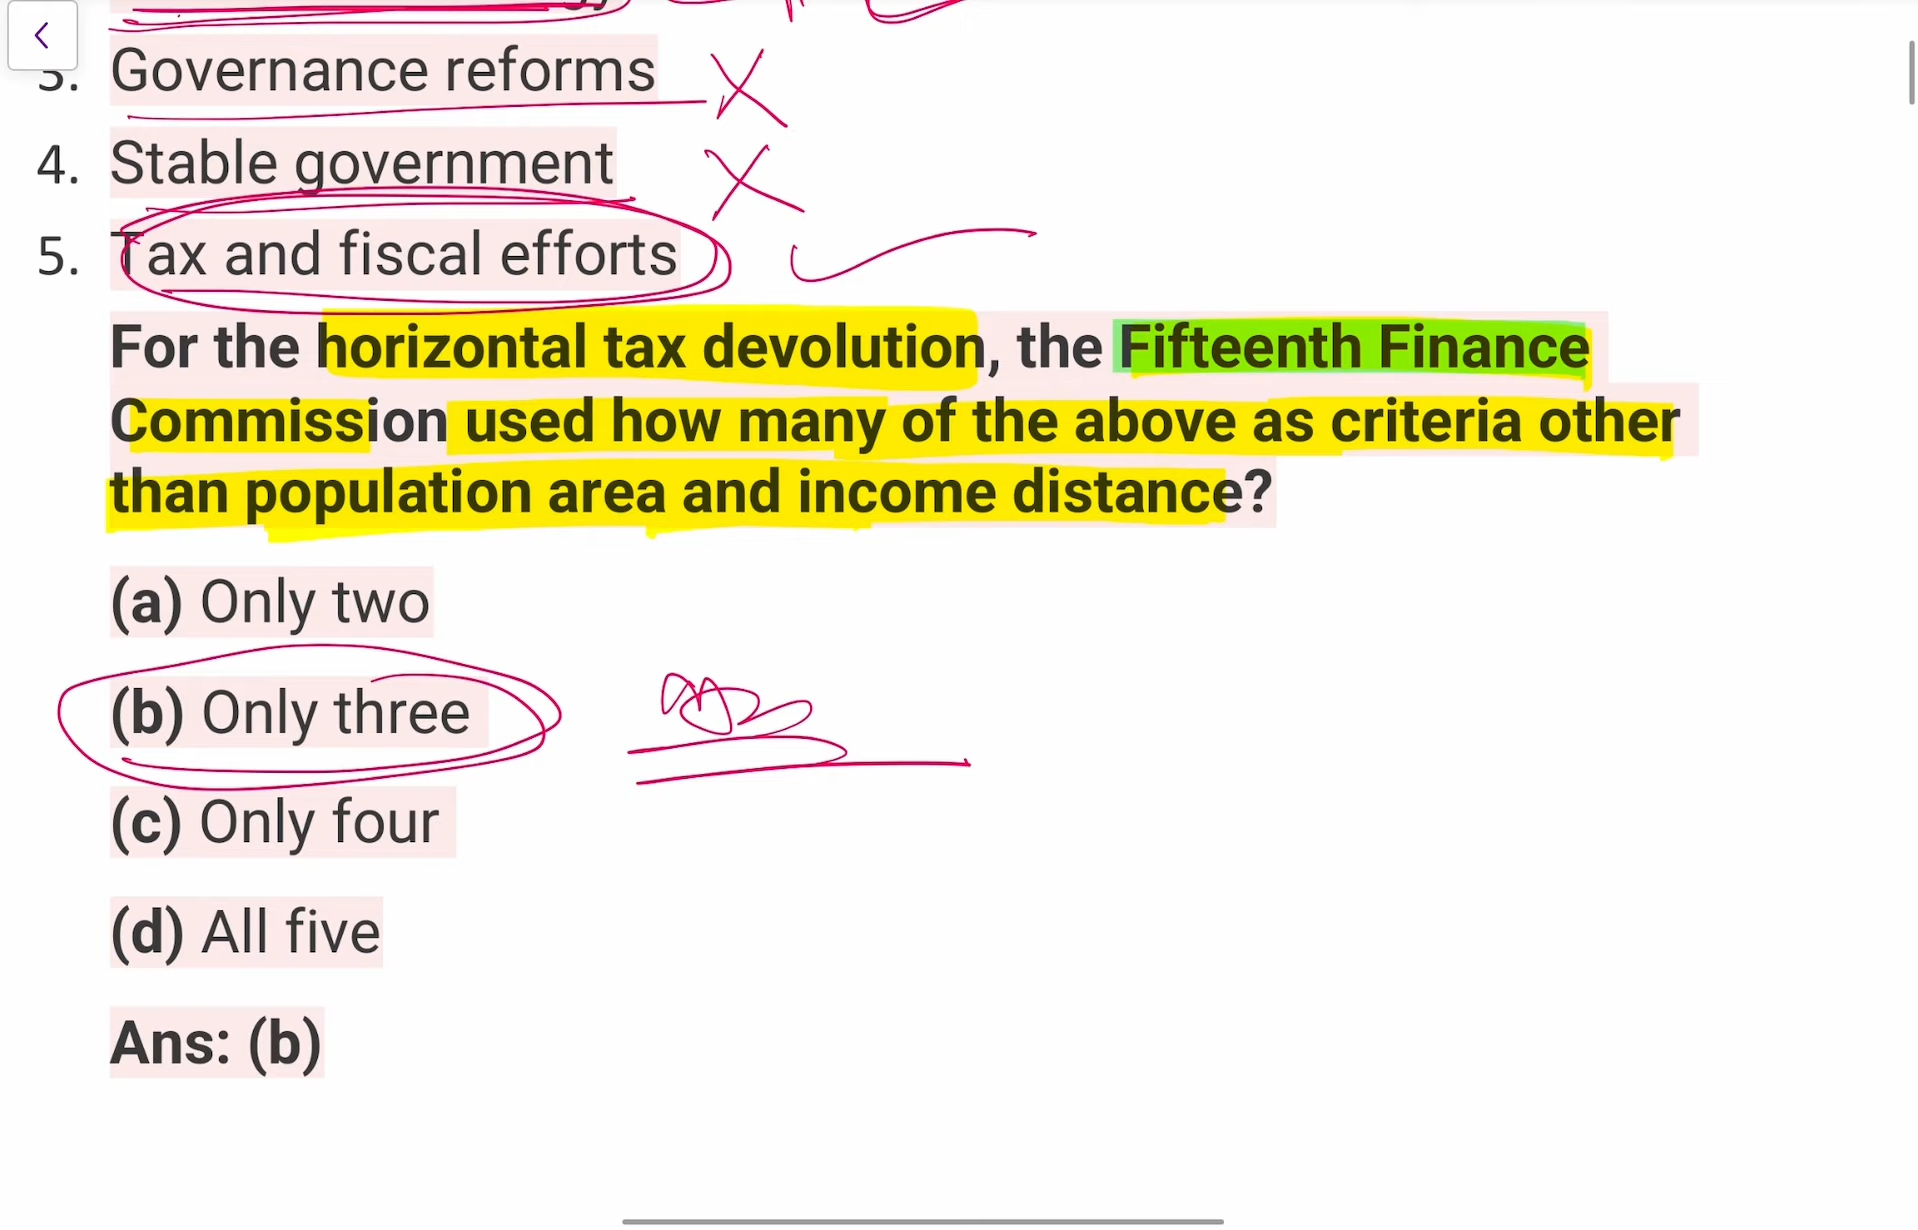 3. Governance reforms
4. Stable government
5. Tax and fiscal efforts
For the horizontal tax devolution, the Fifteenth Finance
Commission used how many of the above as criteria other
than population area and income distance?
(a) Only two
(b) Only three
(c) Only four
(d) All five
Ans: (b)